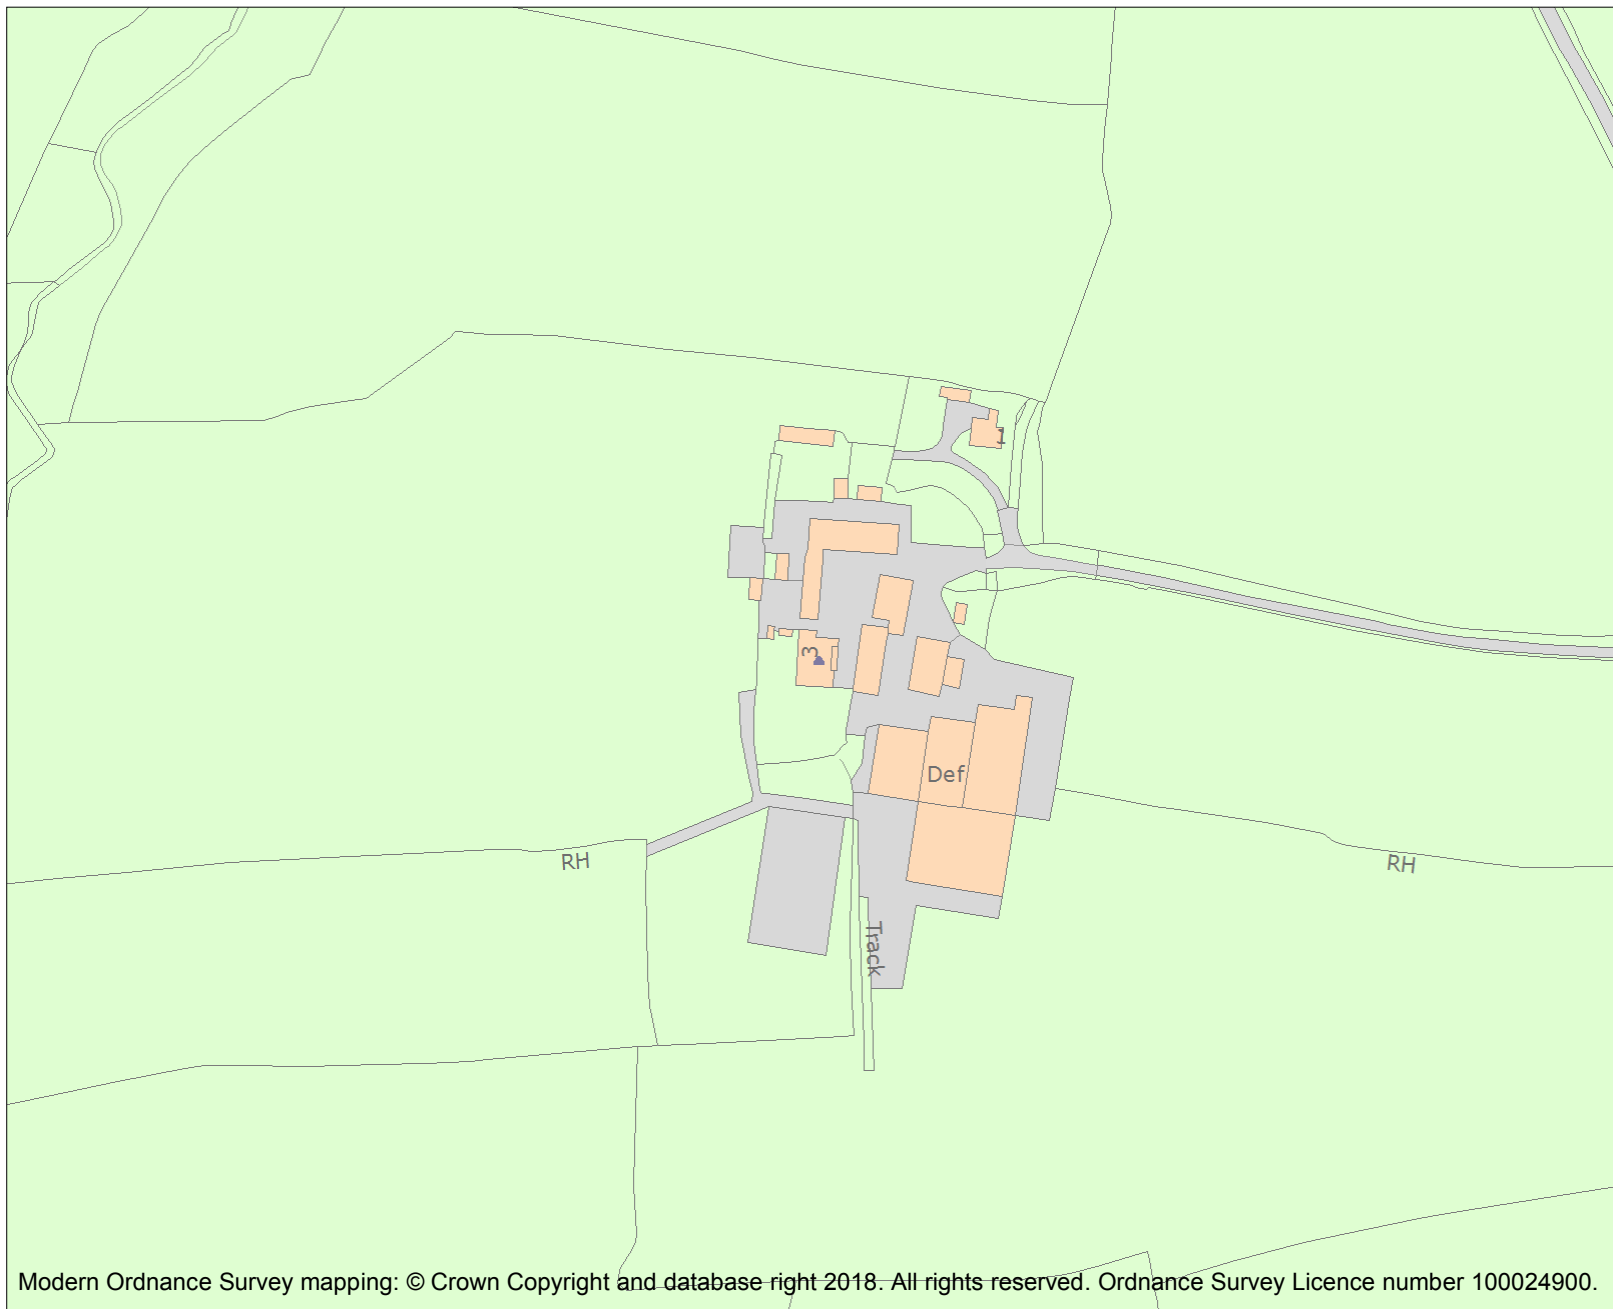 1
3
Def
RH
RH
Track
Modern Ordnance Survey mapping: © Crown Copyright and database right 2018. All rights reserved. Ordnance Survey Licence number 100024900.